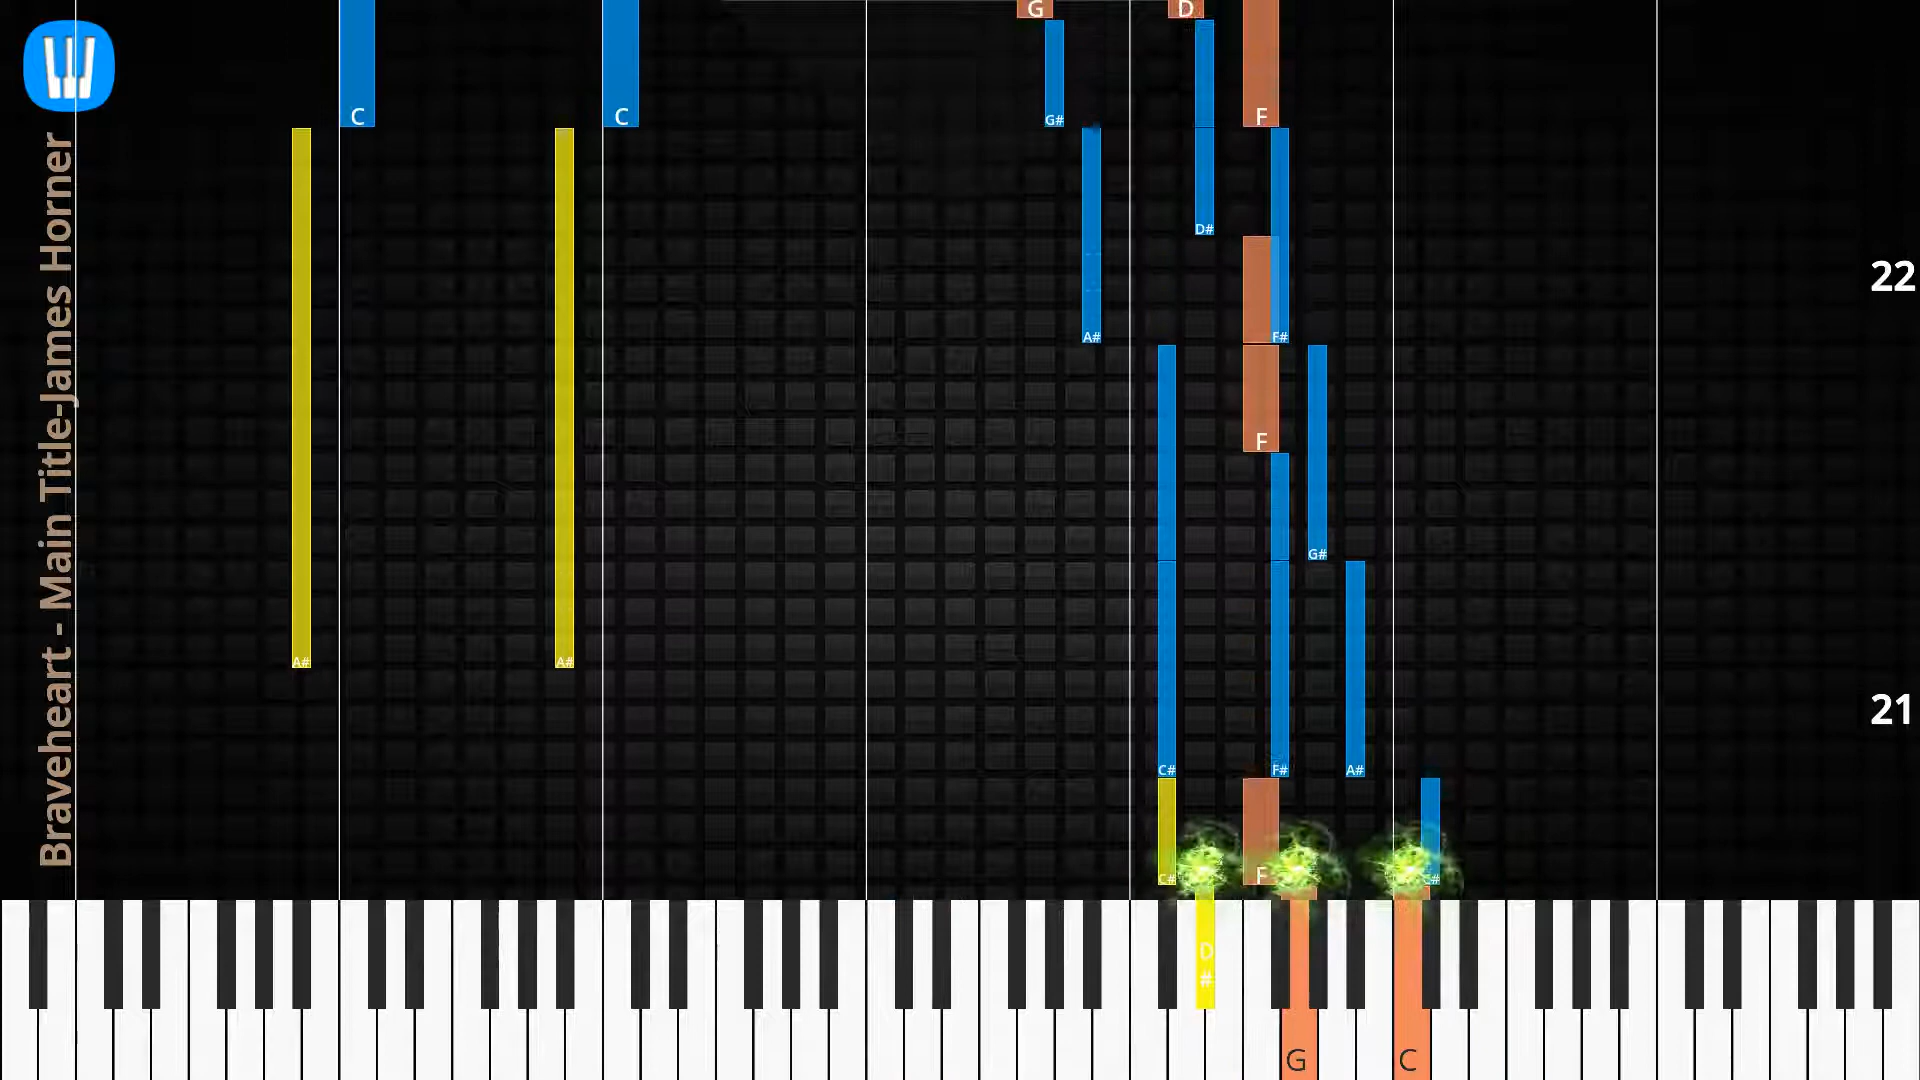 Braveheart - Main Title-James Horner
G D
C C G# F
D#
22
A# F#
F
G#
A# A#
21
C# F# A#
C# F C#
D
#
G C